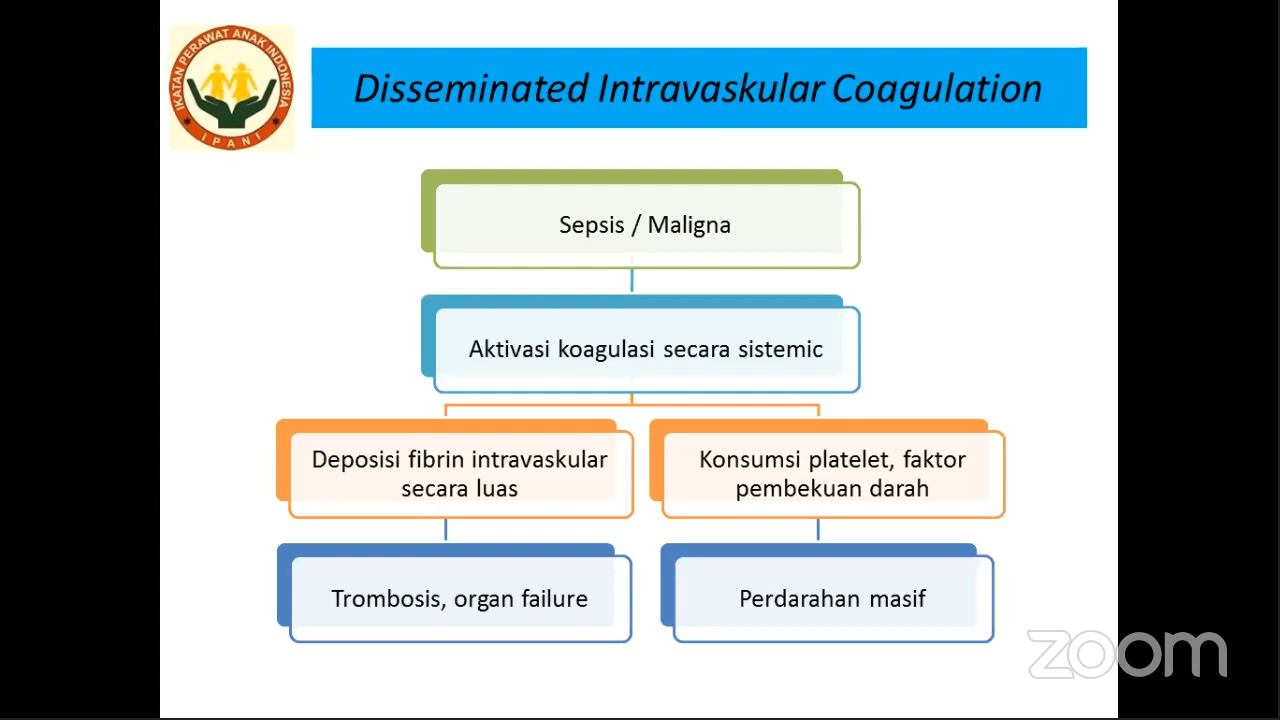 IKATAN PERAWAT ANAK INDONESIA
IPANI
Disseminated Intravaskular Coagulation
Sepsis / Maligna
Aktivasi koagulasi secara sistemic
Deposisi fibrin intravaskular
secara luas
Konsumsi platelet, faktor
pembekuan darah
Trombosis, organ failure
Perdarahan masif
zoom